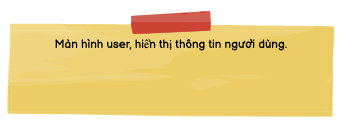 Màn hình user, hiển thị thông tin người dùng.